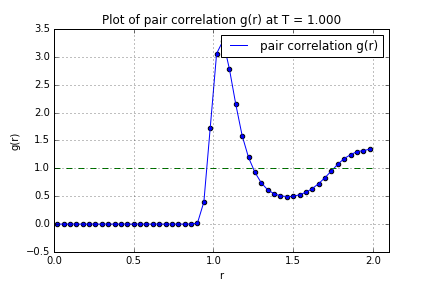 Plot of pair correlation g(r) at T = 1.000
pair correlation g(r)
g(r)
3.5
3.0
2.5
2.0
1.5
1.0
0.5
0.0
−0.5
0.0 0.5 1.0 1.5 2.0
r